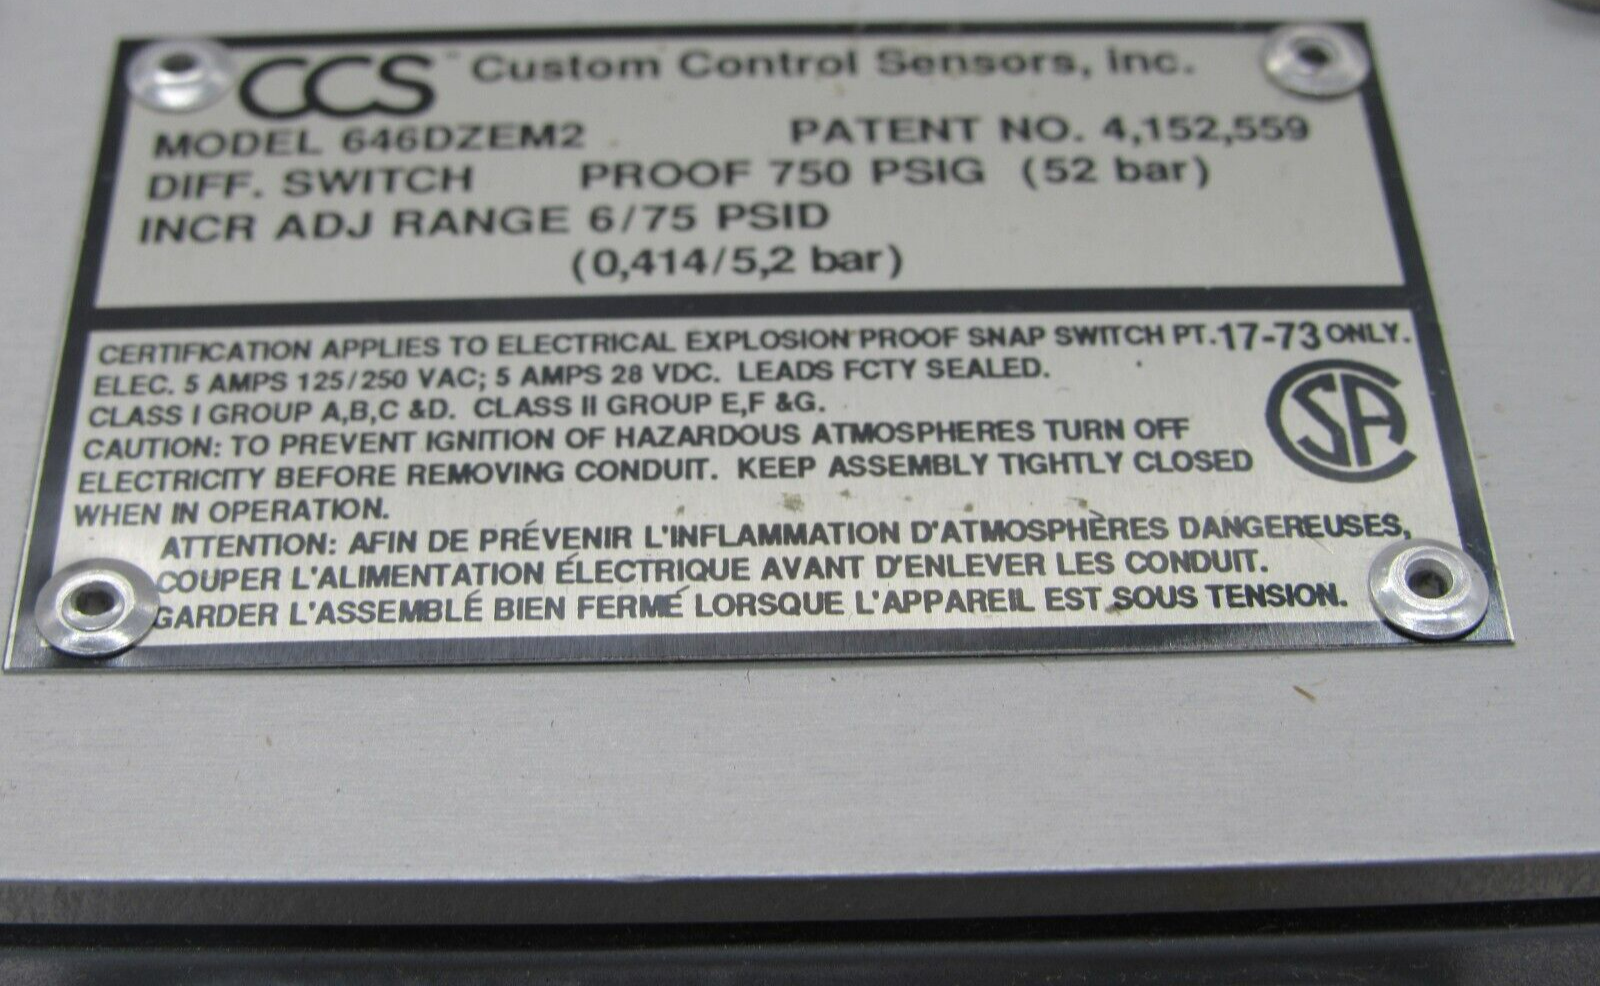 CCS™ Custom Control Sensors, Inc.
MODEL 646DZEM2 PATENT NO. 4,152,559
DIFF. SWITCH PROOF 750 PSIG (52 bar)
INCR ADJ RANGE 6/75 PSID
(0,414/5,2 bar)
CERTIFICATION APPLIES TO ELECTRICAL EXPLOSION PROOF SNAP SWITCH PT. 17-73 ONLY.
ELEC. 5 AMPS 125/250 VAC; 5 AMPS 28 VDC. LEADS FCTY SEALED.
CLASS I GROUP A,B,C &D. CLASS II GROUP E,F &G.
SA
CAUTION: TO PREVENT IGNITION OF HAZARDOUS ATMOSPHERES TURN OFF
ELECTRICITY BEFORE REMOVING CONDUIT. KEEP ASSEMBLY TIGHTLY CLOSED
WHEN IN OPERATION.
ATTENTION: AFIN DE PRÉVENIR L'INFLAMMATION D'ATMOSPHÈRES DANGEREUSES,
COUPER L'ALIMENTATION ÉLECTRIQUE AVANT D'ENLEVER LES CONDUIT.
GARDER L'ASSEMBLÉ BIEN FERMÉ LORSQUE L'APPAREIL EST SOUS TENSION.